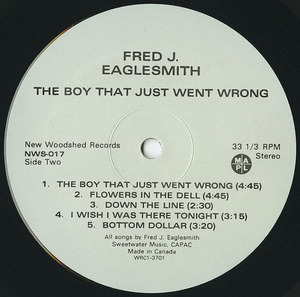 FRED J.
EAGLESMITH
THE BOY THAT JUST WENT WRONG
New Woodshed Records
NWS-017
Side Two
33 1/3 RPM
MAPL
Stereo
1. THE BOY THAT JUST WENT WRONG (4:45)
2. FLOWERS IN THE DELL (4:45)
3. DOWN THE LINE (2:30)
4. I WISH I WAS THERE TONIGHT (3:15)
5. BOTTOM DOLLAR (3:20)
All songs by Fred J. Eaglesmith
Sweetwater Music, CAPAC
Made in Canada
WRC1-3701